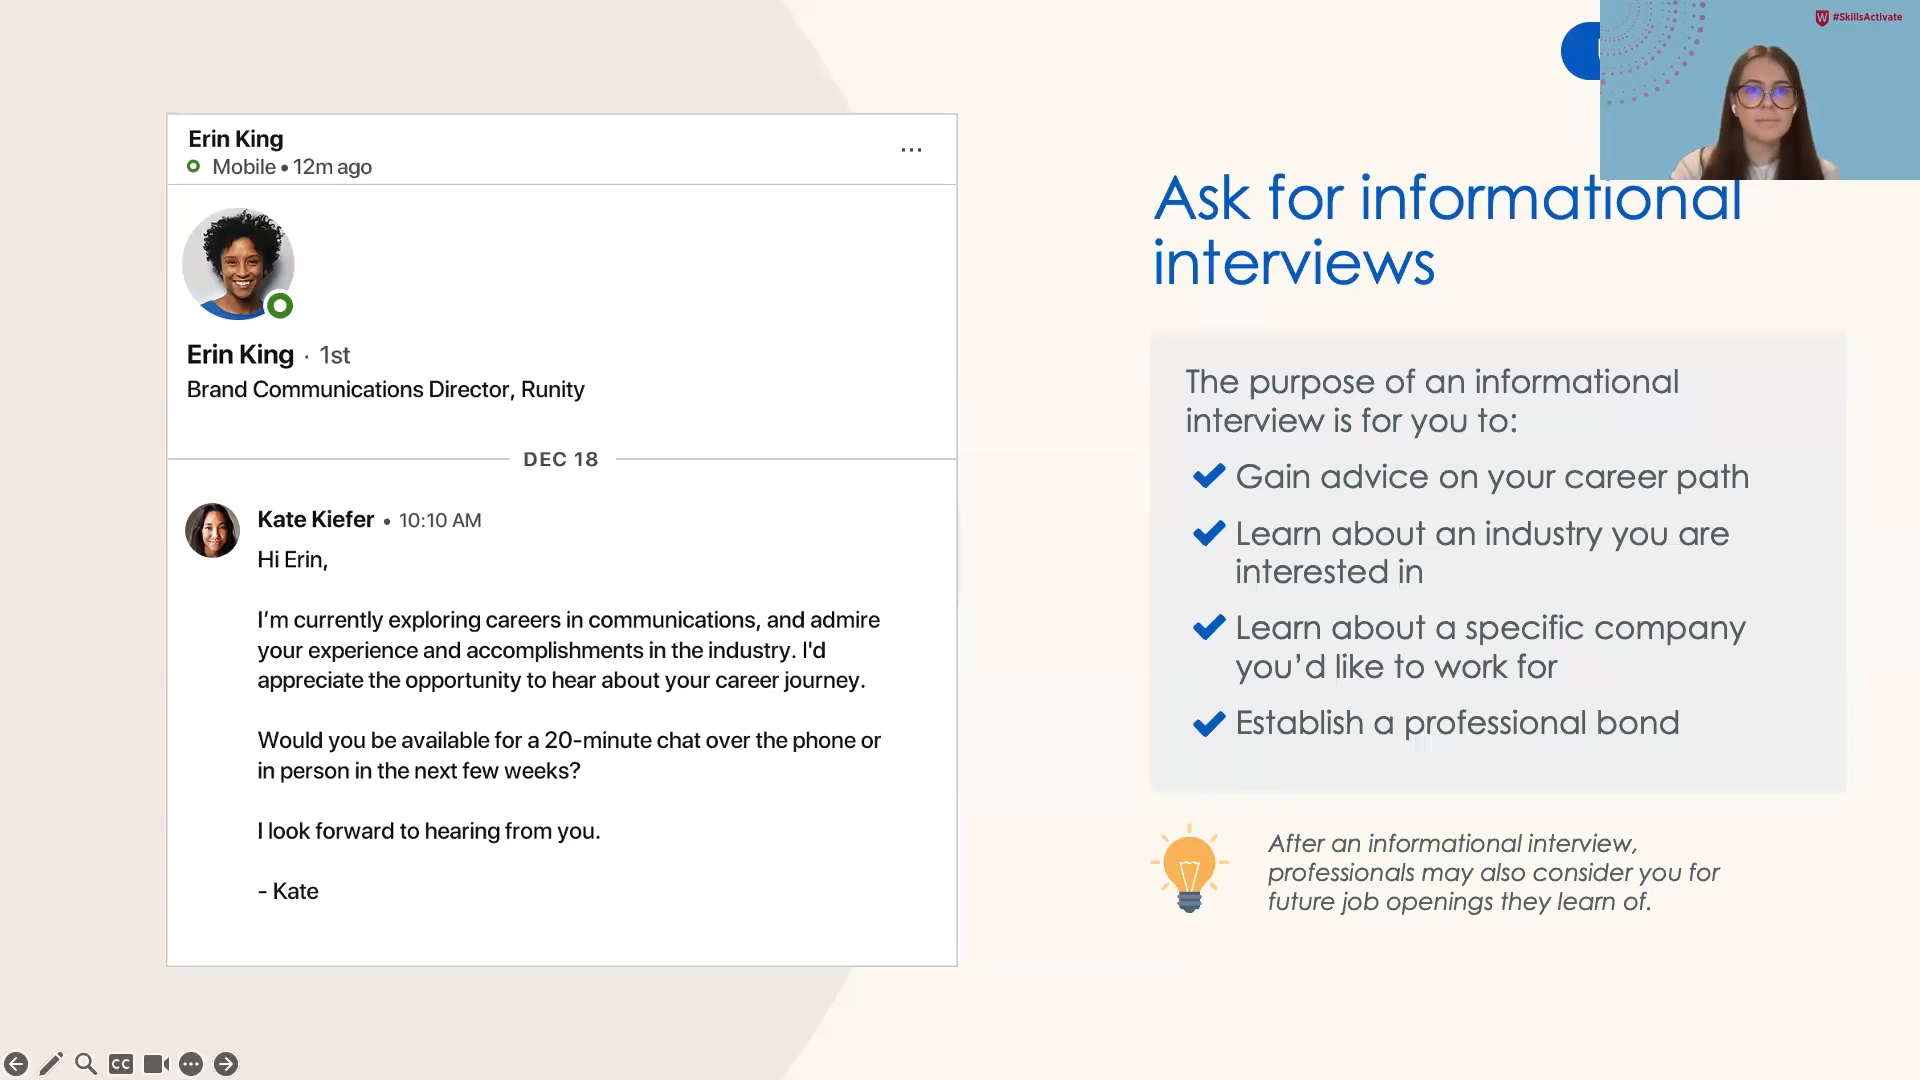 #SkillsActivate
Erin King
Mobile • 12m ago
Erin King · 1st
Brand Communications Director, Runity
DEC 18
Kate Kiefer • 10:10 AM
Hi Erin,
I'm currently exploring careers in communications, and admire
your experience and accomplishments in the industry. I'd
appreciate the opportunity to hear about your career journey.
Would you be available for a 20-minute chat over the phone or
in person in the next few weeks?
I look forward to hearing from you.
- Kate
Ask for informational
interviews
The purpose of an informational
interview is for you to:
Gain advice on your career path
Learn about an industry you are
interested in
Learn about a specific company
you'd like to work for
Establish a professional bond
After an informational interview,
professionals may also consider you for
future job openings they learn of.
CC